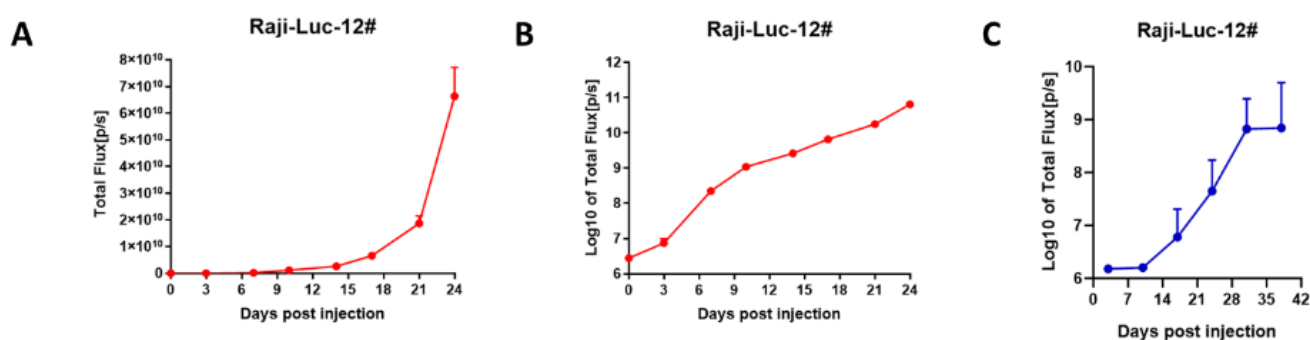 A
Raji-Luc-12#
Total Flux[p/s]
8×10¹⁰
7×10¹⁰
6×10¹⁰
5×10¹⁰
4×10¹⁰
3×10¹⁰
2×10¹⁰
1×10¹⁰
0
0 3 6 9 12 15 18 21 24
Days post injection
B
Raji-Luc-12#
Log10 of Total Flux[p/s]
12
11
10
9
8
7
6
0 3 6 9 12 15 18 21 24
Days post injection
C
Raji-Luc-12#
Log10 of Total Flux[p/s]
10
9
8
7
6
0 7 14 21 28 35 42
Days post injection